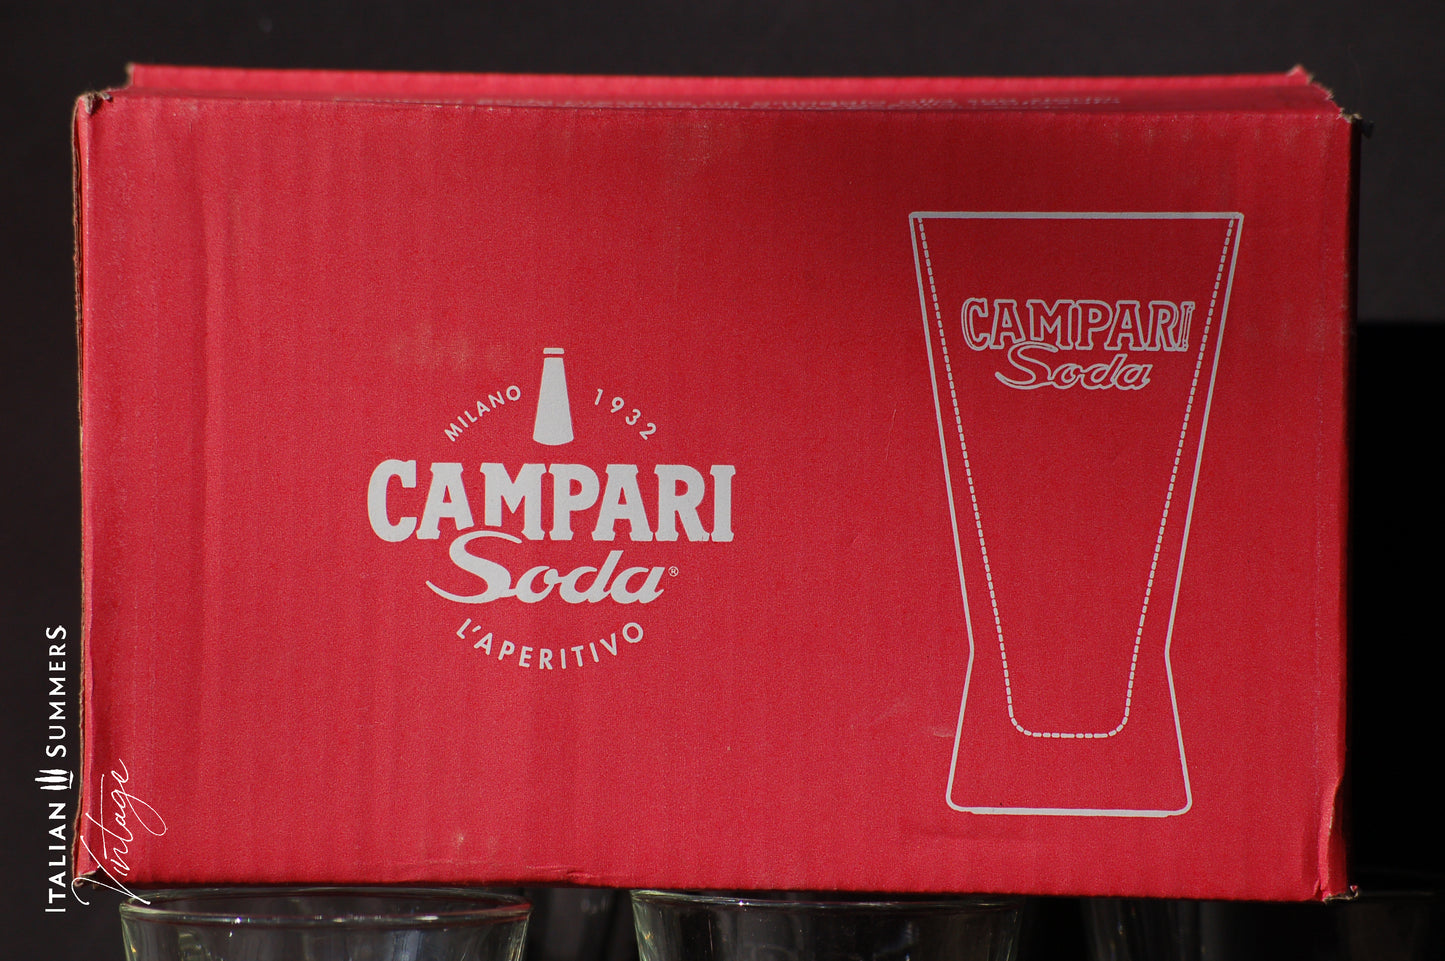 MILANO 1932
CAMPARI
Soda®
L'APERITIVO
CAMPARI
Soda
ITALIAN SUMMERS
Vintage